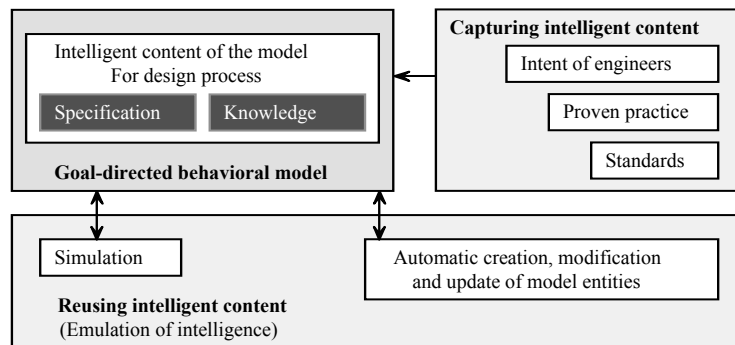 Intelligent content of the model
For design process
Specification
Knowledge
Goal-directed behavioral model
Capturing intelligent content
Intent of engineers
Proven practice
Standards
Simulation
Automatic creation, modification
and update of model entities
Reusing intelligent content
(Emulation of intelligence)